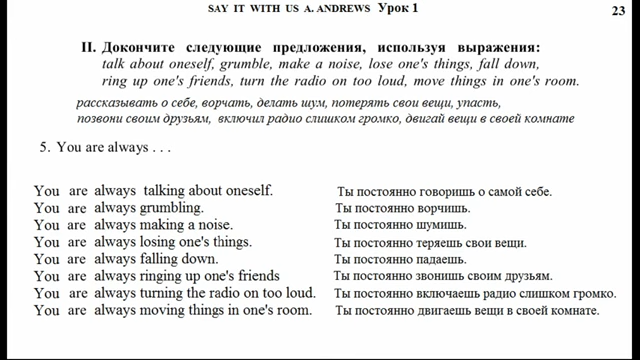 SAY IT WITH US A. ANDREWS Урок 1
23
II. Докончите следующие предложения, используя выражения:
talk about oneself, grumble, make a noise, lose one's things, fall down,
ring up one's friends, turn the radio on too loud, move things in one's room.
рассказывать о себе, ворчать, делать шум, потерять свои вещи, упасть,
позвони своим друзьям, включил радио слишком громко, двигай вещи в своей комнате
5. You are always . . .
You are always talking about oneself. Ты постоянно говоришь о самой себе.
You are always grumbling. Ты постоянно ворчишь.
You are always making a noise. Ты постоянно шумишь.
You are always losing one's things. Ты постоянно теряешь свои вещи.
You are always falling down. Ты постоянно падаешь.
You are always ringing up one's friends Ты постоянно звонишь своим друзьям.
You are always turning the radio on too loud. Ты постоянно включаешь радио слишком громко.
You are always moving things in one's room. Ты постоянно двигаешь вещи в своей комнате.